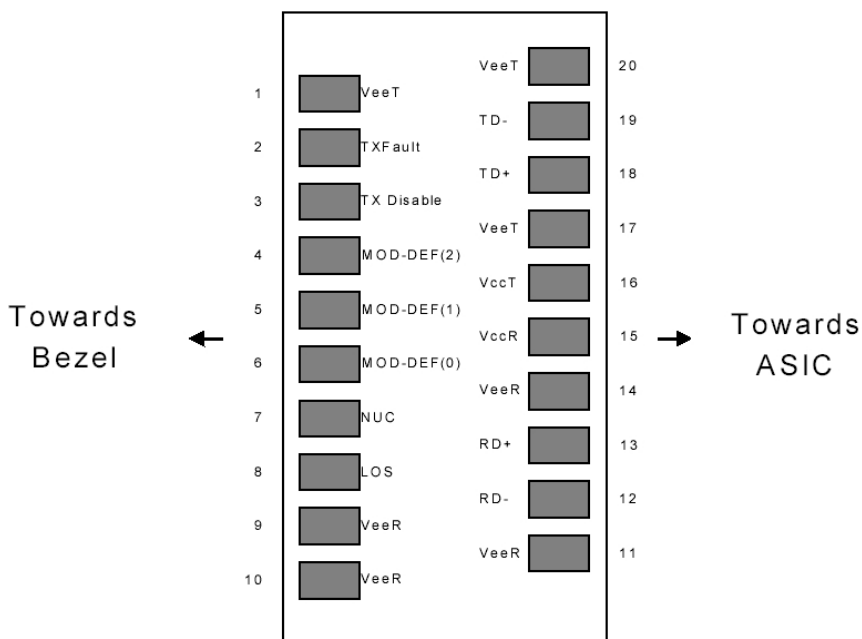 VeeT 20
1 VeeT
TD- 19
2 TXFault
TD+ 18
3 TX Disable
VeeT 17
4 MOD-DEF(2)
VccT 16
5 MOD-DEF(1)
Towards
Bezel
VccR 15
Towards
ASIC
6 MOD-DEF(0)
VeeR 14
7 NUC
RD+ 13
8 LOS
RD- 12
9 VeeR
VeeR 11
10 VeeR